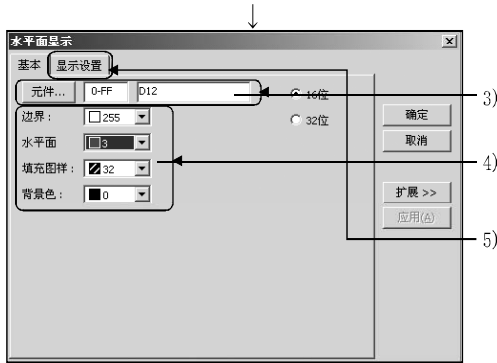 水平面显示
基本 显示设置
元件... 0-FF D12 16位 3)
边界： 255 32位 确定
水平面 3 取消
填充图样： 32 4)
背景色： 0 扩展 >>
应用(A)
5)